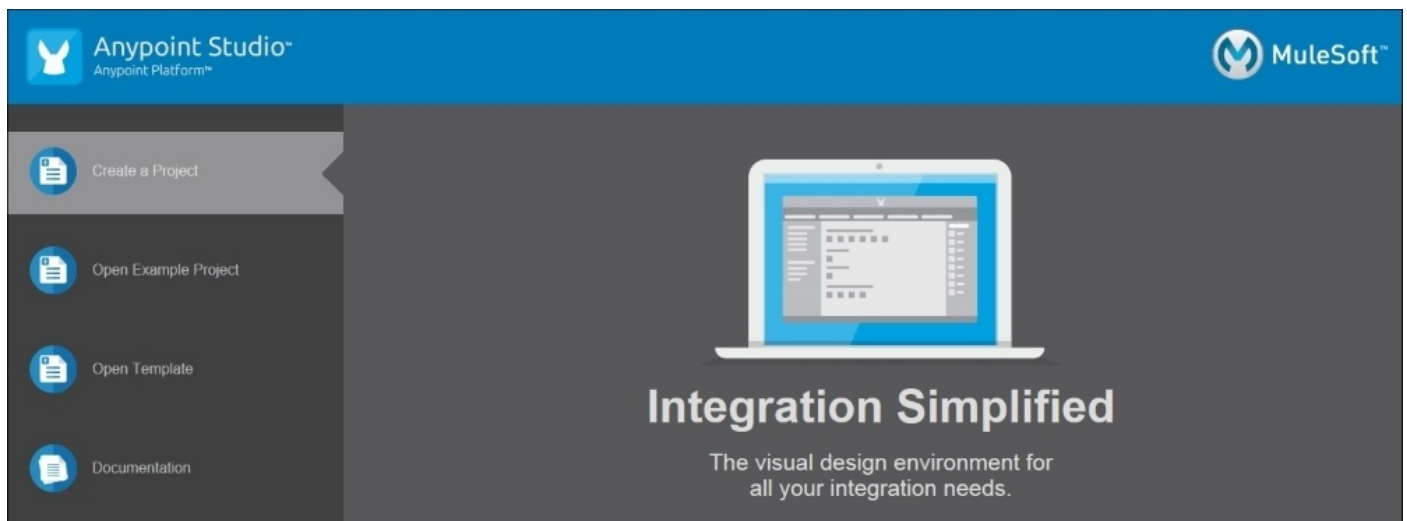 Anypoint Studio™
Anypoint Platform™
MuleSoft™
Create a Project
Open Example Project
Open Template
Documentation
Integration Simplified
The visual design environment for
all your integration needs.